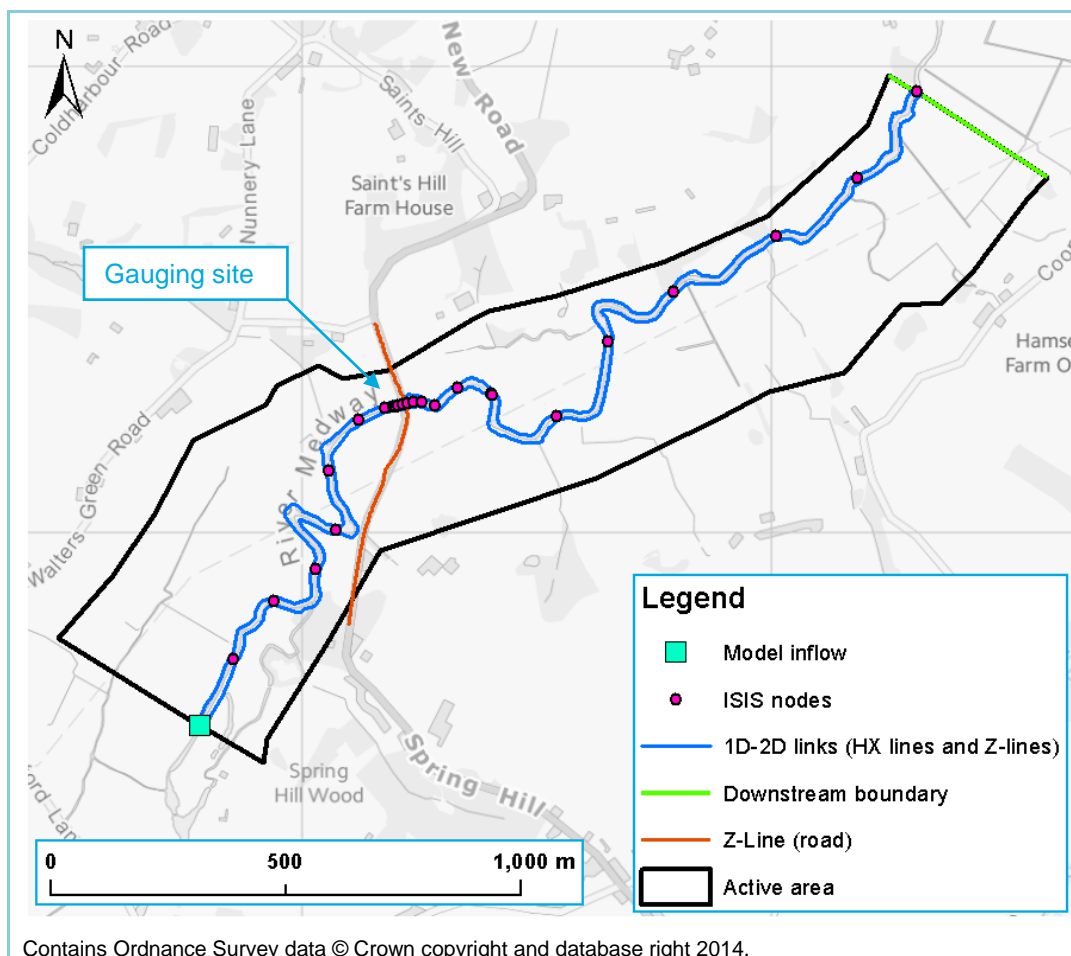 N
Coldharbour Road
Nunnery Lane
Saints Hill
New Road
Saint's Hill
Farm House
Gauging site
River Medway
Walters Green Road
Coop
Hamse
Farm O
Spring
Hill Wood
Spring Hill
ord Lan
0 500 1,000 m
Legend
Model inflow
ISIS nodes
1D-2D links (HX lines and Z-lines)
Downstream boundary
Z-Line (road)
Active area
Contains Ordnance Survey data © Crown copyright and database right 2014.